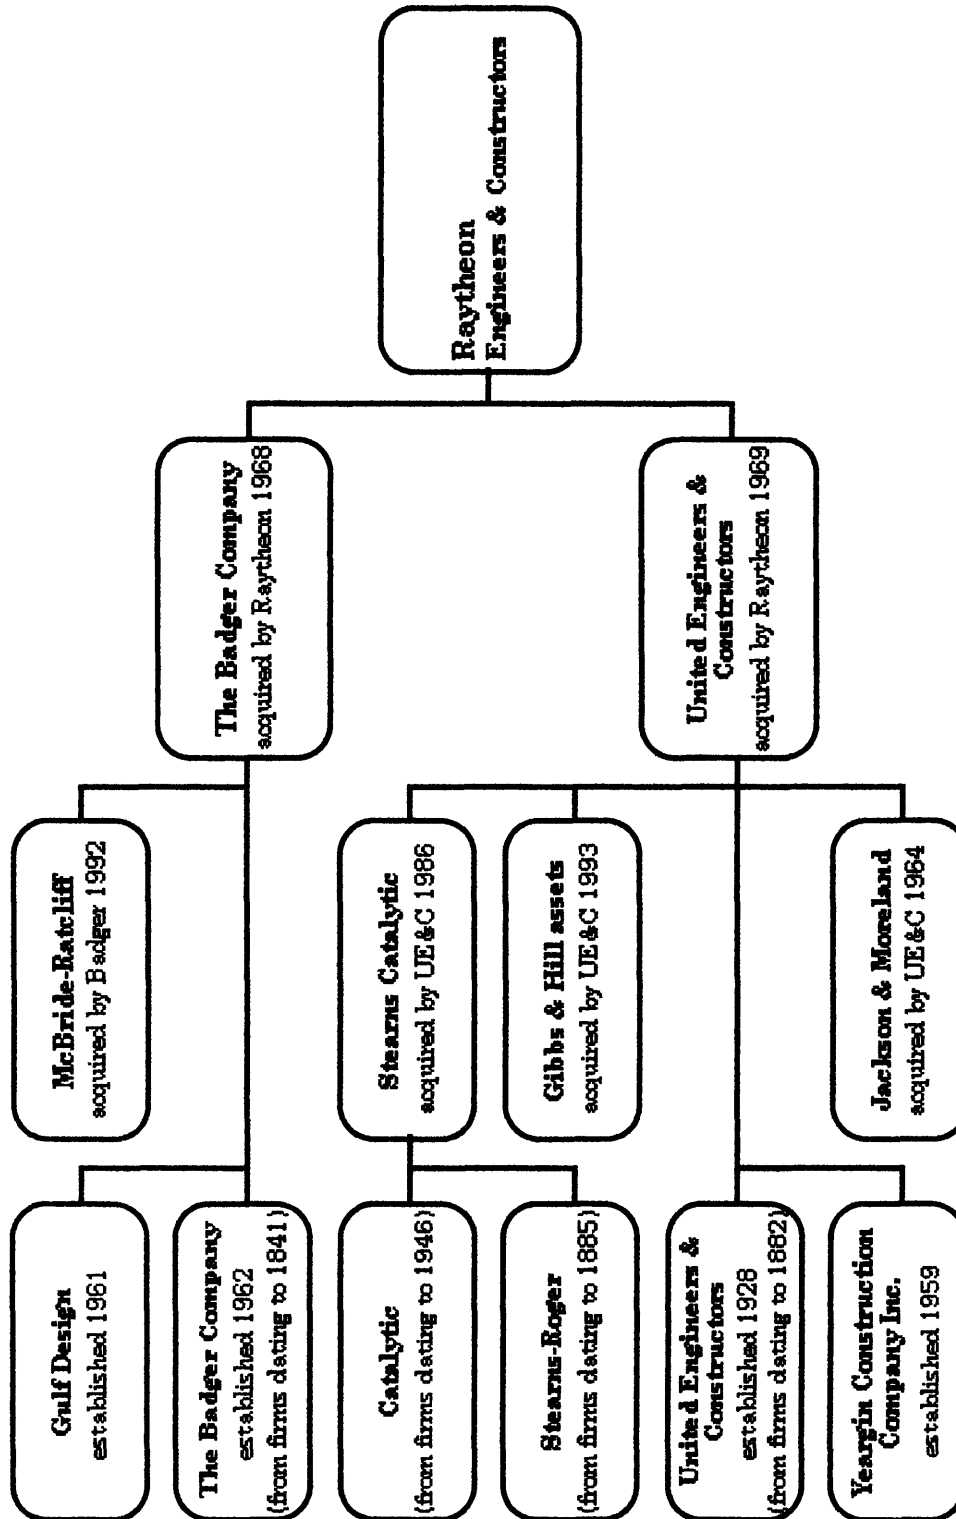 Raytheon
Engineers & Constructors
The Badger Company
acquired by Raytheon 1968
United Engineers &
Constructors
acquired by Raytheon 1969
McBride-Ratcliff
acquired by Badger 1992
Stearns Catalytic
acquired by UE&C 1986
Gibbs & Hill assets
acquired by UE&C 1993
Jackson & Moreland
acquired by UE&C 1964
Gulf Design
established 1961
The Badger Company
established 1962
(from firms dating to 1841)
Catalytic
(from firms dating to 1946)
Stearns-Roger
(from firms dating to 1885)
United Engineers &
Constructors
established 1928
(from firms dating to 1882)
Yeargin Construction
Company Inc.
established 1959